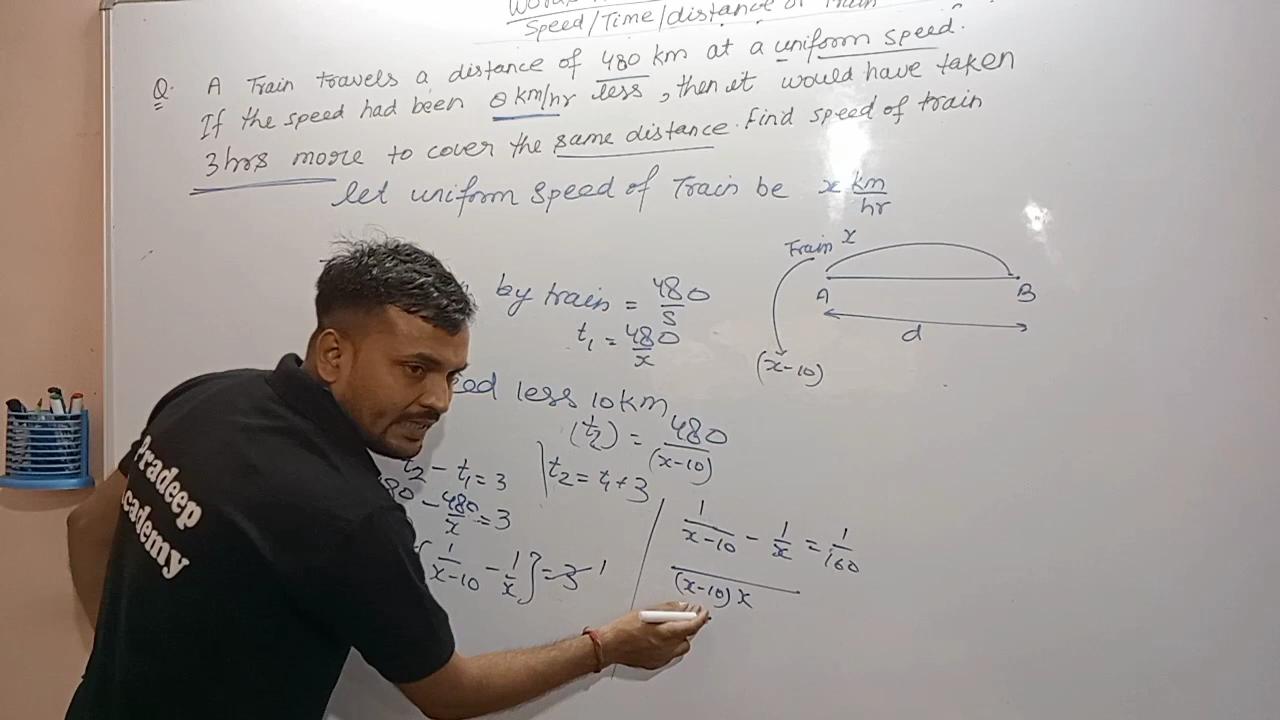 Speed/Time/distance of Train
Q. A Train travels a distance of 480 km at a uniform speed.
If the speed had been 8 km/hr less, then it would have taken
3 hrs more to cover the same distance. Find speed of train
let uniform speed of Train be x km/hr
Train x
A B
d
(x-10)
by train = 480/s
t₁ = 480/x
less 10 km
(t₂) = 480/(x-10)
t₂ - t₁ = 3 | t₂ = t₁ + 3
- 480/x = 3
{1/(x-10) - 1/x} = 3 1
1/(x-10) - 1/x = 1/160
(x-10)x
Pradeep
Academy